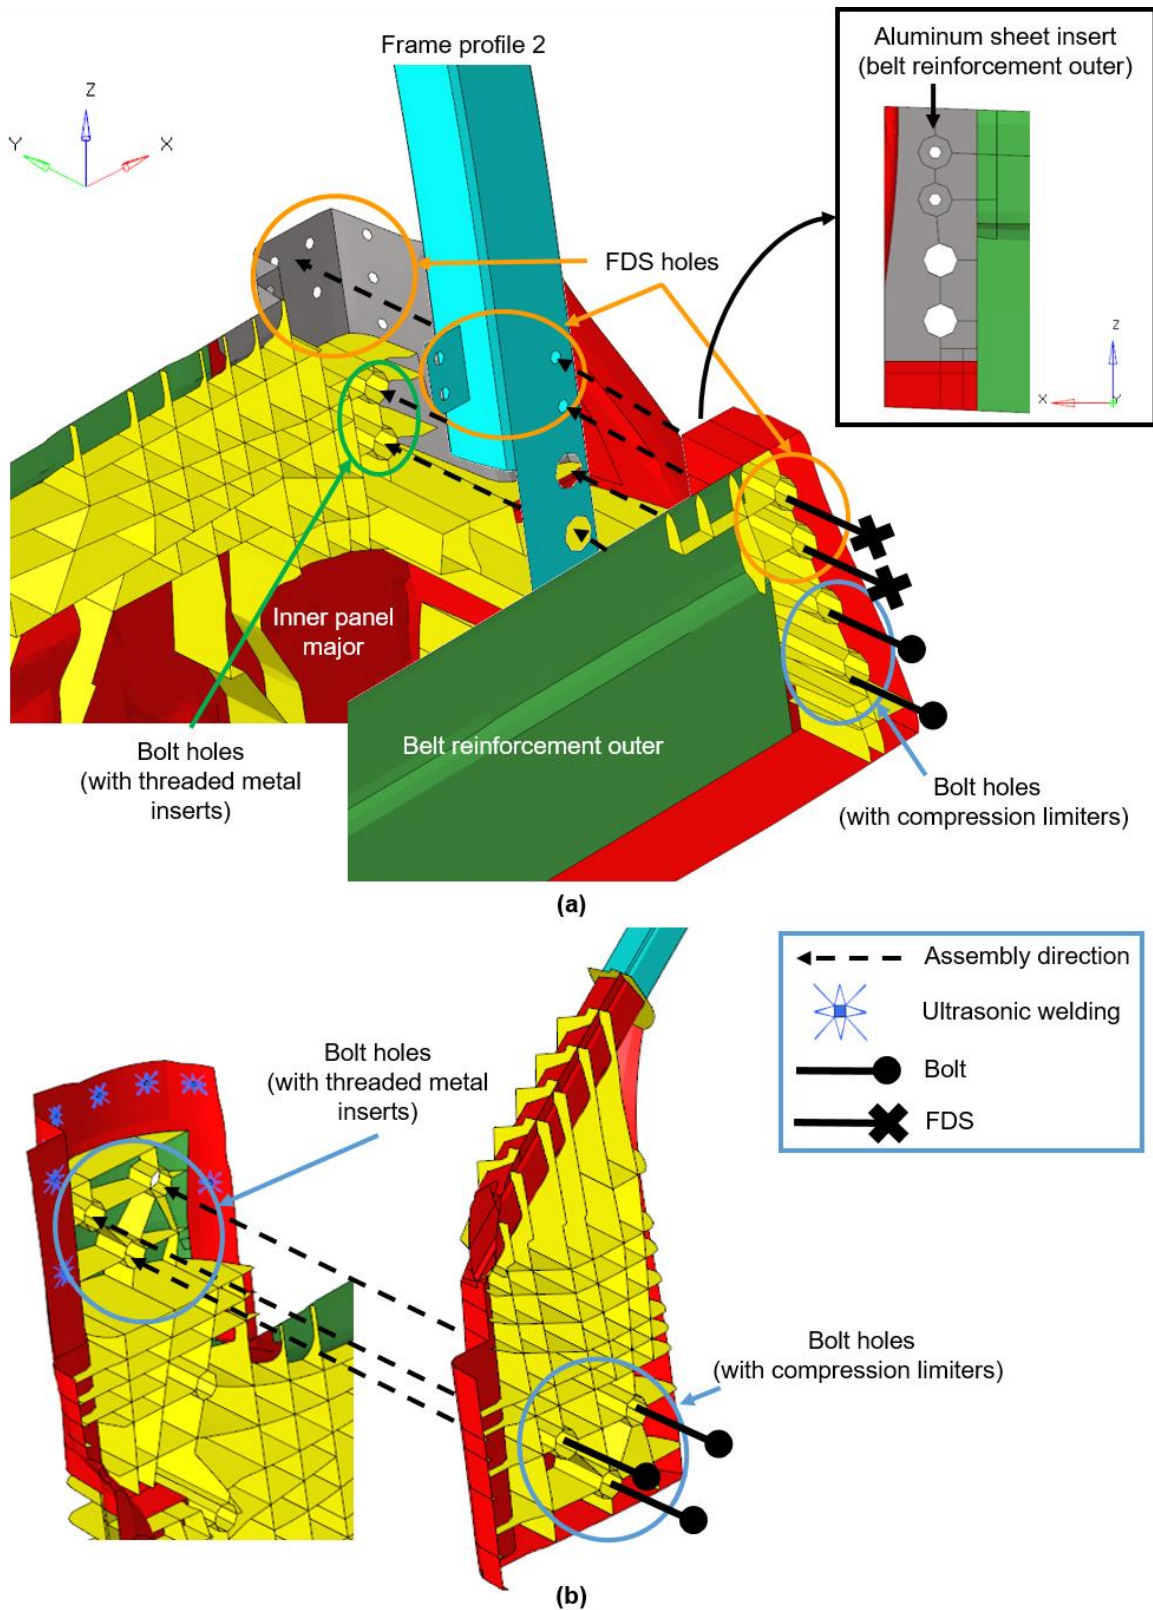 Frame profile 2
Aluminum sheet insert
(belt reinforcement outer)
Z
Y
X
FDS holes
Z
X
Y
Inner panel
major
Bolt holes
(with threaded metal
inserts)
Belt reinforcement outer
Bolt holes
(with compression limiters)
(a)
Assembly direction
Ultrasonic welding
Bolt
FDS
Bolt holes
(with threaded metal
inserts)
Bolt holes
(with compression limiters)
(b)